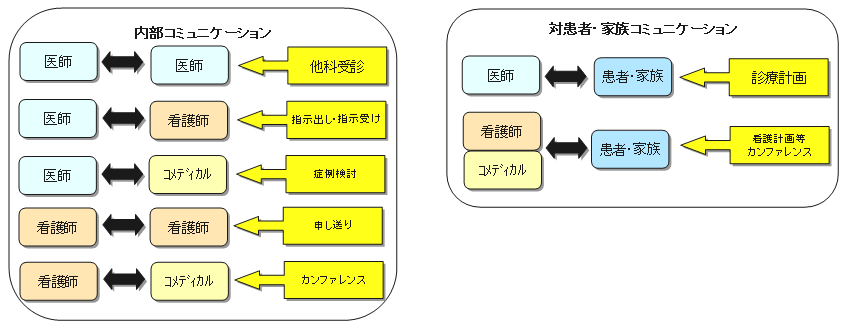 内部コミュニケーション
医師
医師
他科受診
医師
看護師
指示出し・指示受け
医師
コメディカル
症例検討
看護師
看護師
申し送り
看護師
コメディカル
カンファレンス
対患者・家族コミュニケーション
医師
患者・家族
診療計画
看護師
コメディカル
患者・家族
看護計画等
カンファレンス